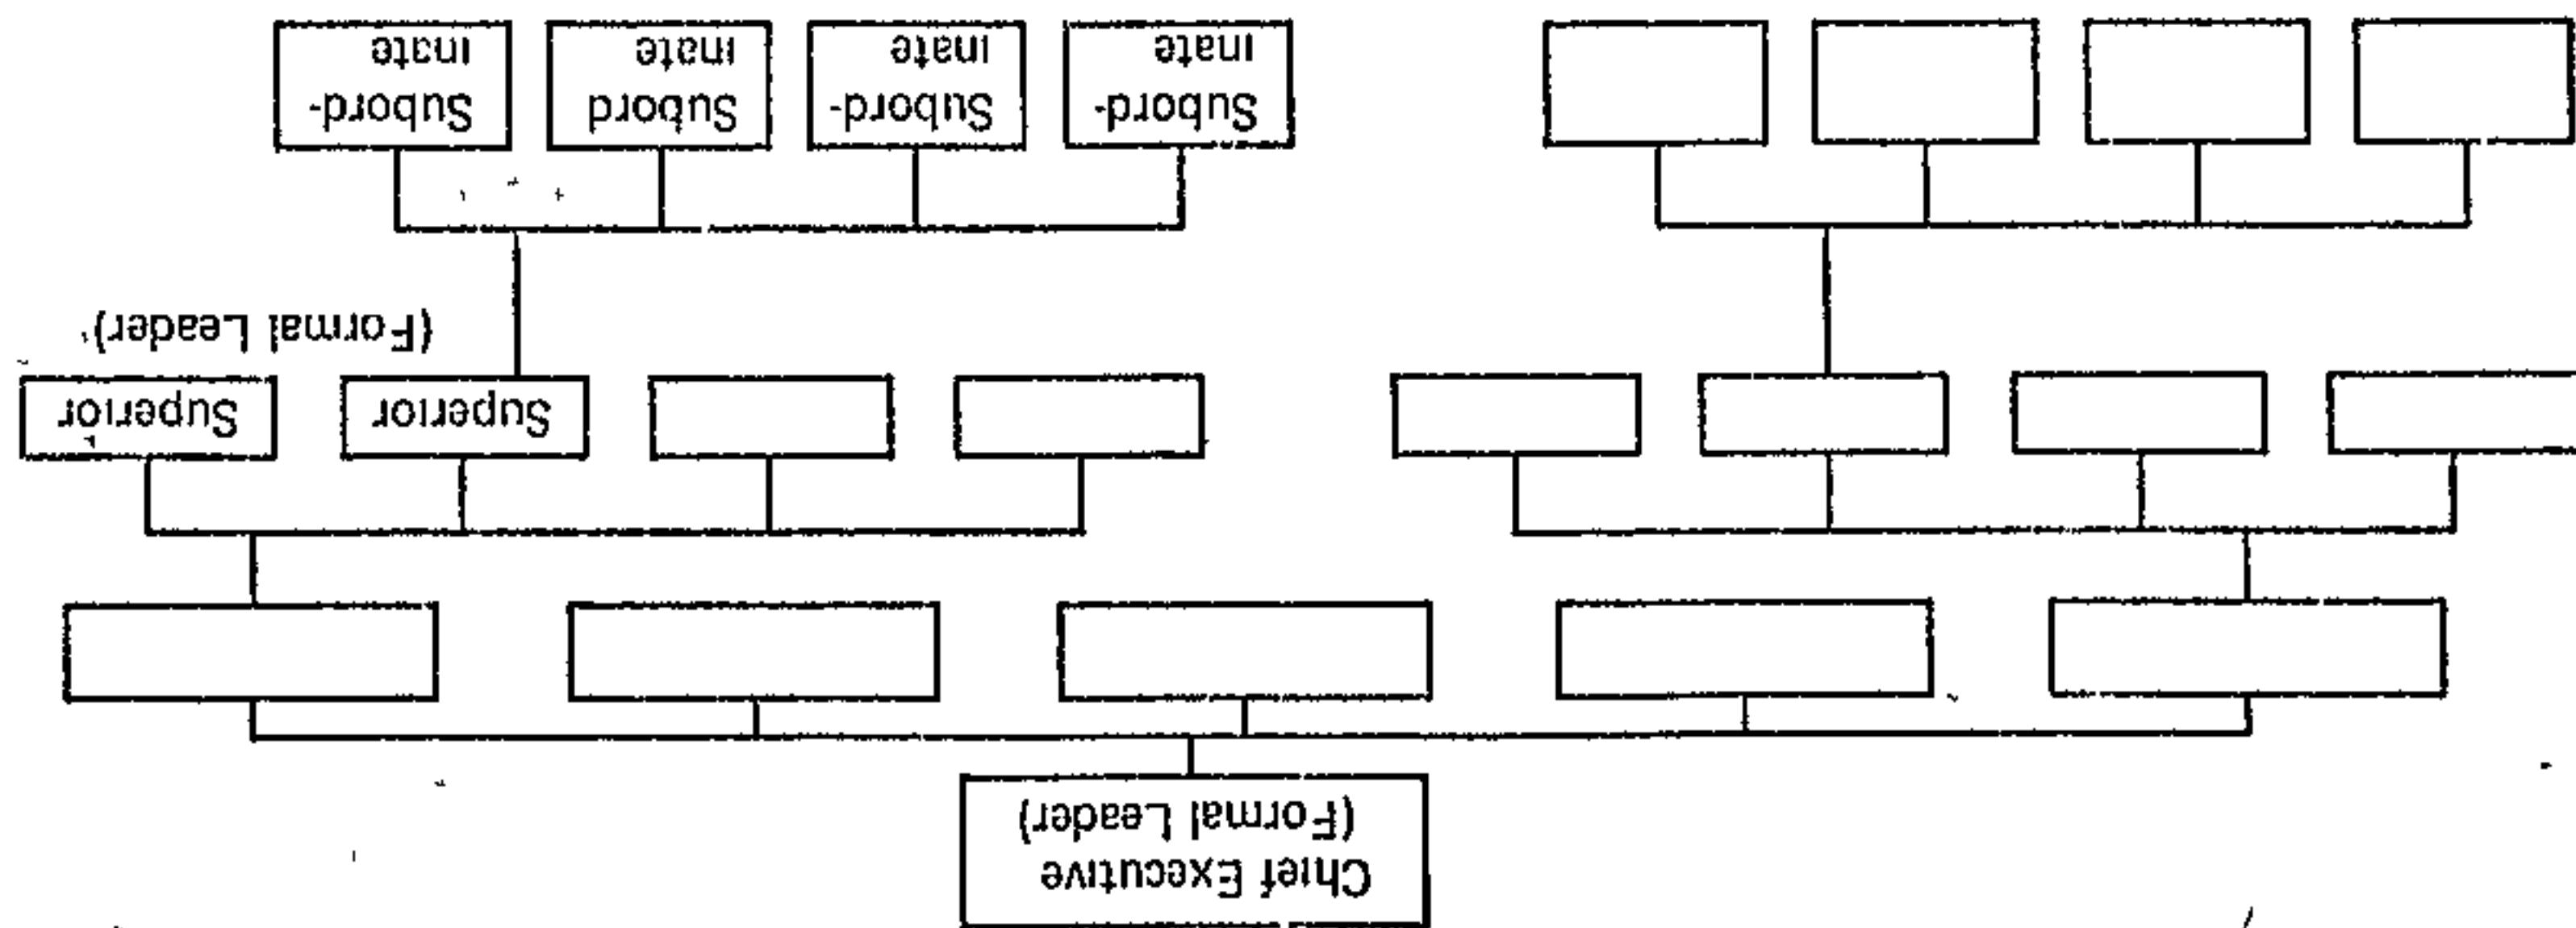 Chief Executive
(Formal Leader)
Superior
Superior
(Formal Leader)
Subord-
inate
Subord-
inate
Subord
inate
Subord-
inate